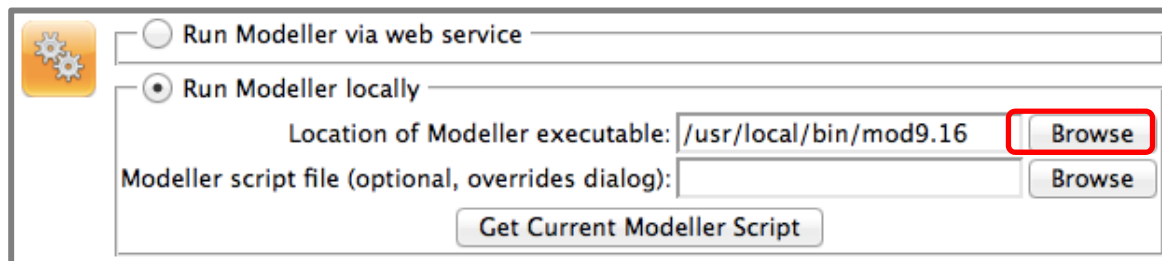 Run Modeller via web service
Run Modeller locally
Location of Modeller executable: /usr/local/bin/mod9.16 Browse
Modeller script file (optional, overrides dialog): Browse
Get Current Modeller Script